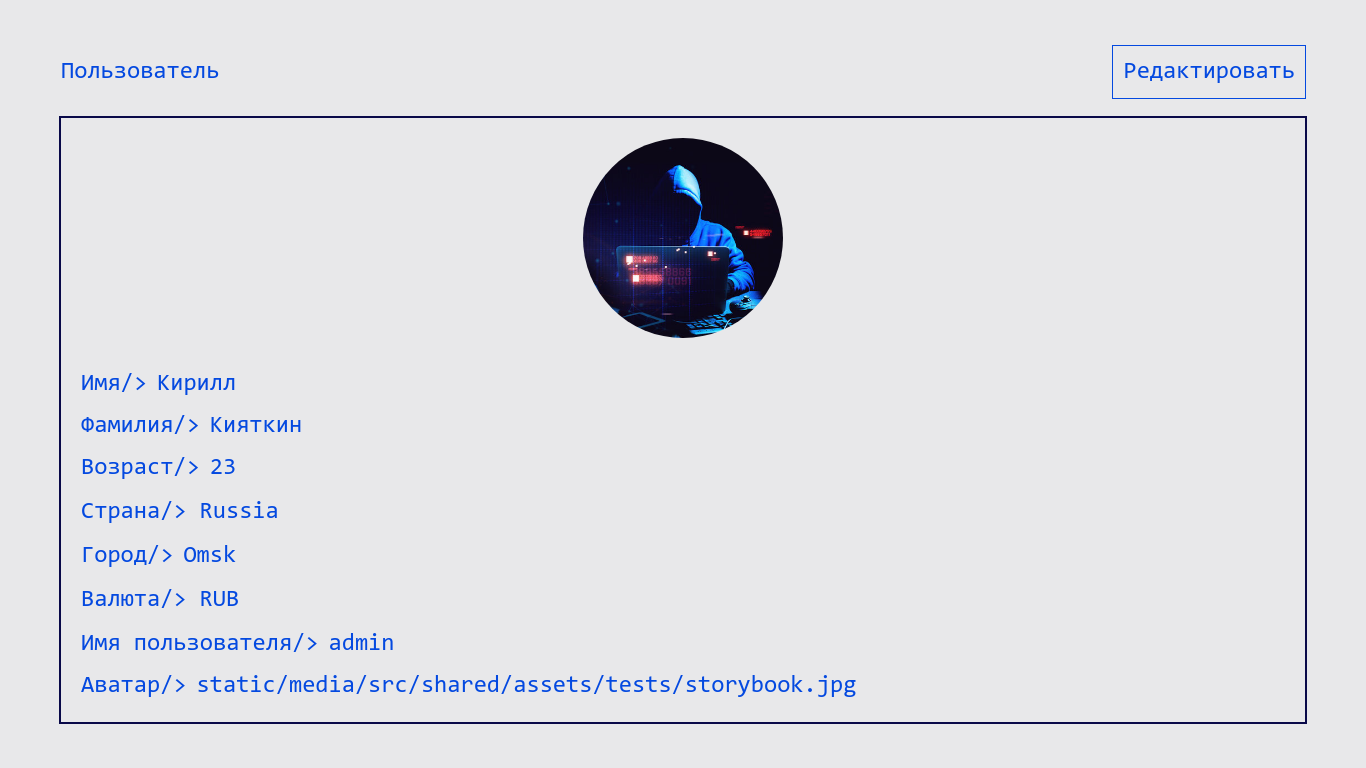 Пользователь
Редактировать
Имя/> Кирилл
Фамилия/> Кияткин
Возраст/> 23
Страна/> Russia
Город/> Omsk
Валюта/> RUB
Имя пользователя/> admin
Аватар/> static/media/src/shared/assets/tests/storybook.jpg